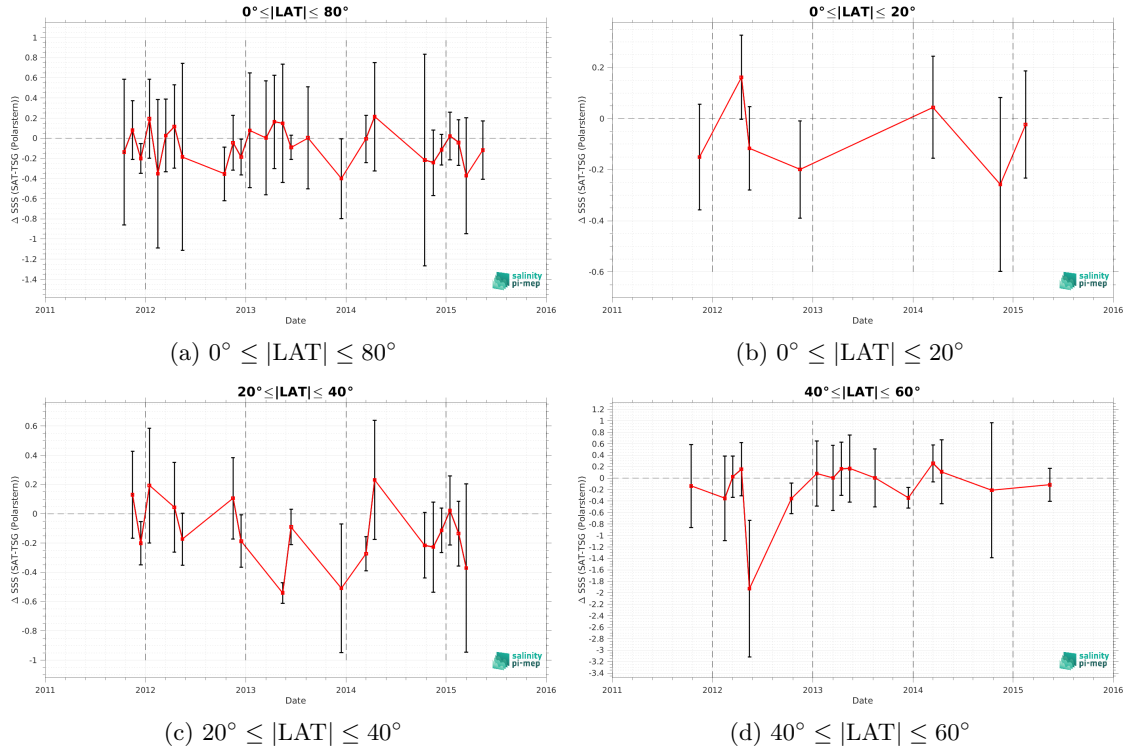 0°≤|LAT|≤ 80°
Δ SSS (SAT-TSG (Polarstern))
1
0.8
0.6
0.4
0.2
0
-0.2
-0.4
-0.6
-0.8
-1
-1.2
-1.4
2011 2012 2013 2014 2015 2016
Date
salinity
pi-mep
(a) 0° ≤ |LAT| ≤ 80°
0°≤|LAT|≤ 20°
Δ SSS (SAT-TSG (Polarstern))
0.2
0
-0.2
-0.4
-0.6
2011 2012 2013 2014 2015 2016
Date
salinity
pi-mep
(b) 0° ≤ |LAT| ≤ 20°
20°≤|LAT|≤ 40°
Δ SSS (SAT-TSG (Polarstern))
0.6
0.4
0.2
0
-0.2
-0.4
-0.6
-0.8
-1
2011 2012 2013 2014 2015 2016
Date
salinity
pi-mep
(c) 20° ≤ |LAT| ≤ 40°
40°≤|LAT|≤ 60°
Δ SSS (SAT-TSG (Polarstern))
1.2
1
0.8
0.6
0.4
0.2
0
-0.2
-0.4
-0.6
-0.8
-1
-1.2
-1.4
-1.6
-1.8
-2
-2.2
-2.4
-2.6
-2.8
-3
-3.2
-3.4
2011 2012 2013 2014 2015 2016
Date
salinity
pi-mep
(d) 40° ≤ |LAT| ≤ 60°